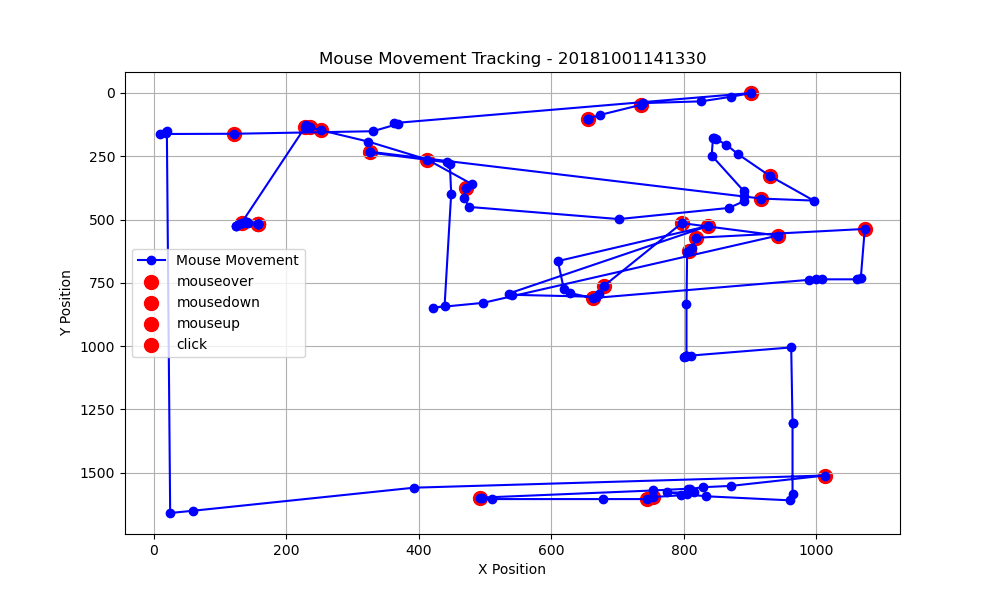 Mouse Movement Tracking - 20181001141330
0
250
500
750
1000
1250
1500
Y Position
Mouse Movement
mouseover
mousedown
mouseup
click
0
200
400
600
800
1000
X Position